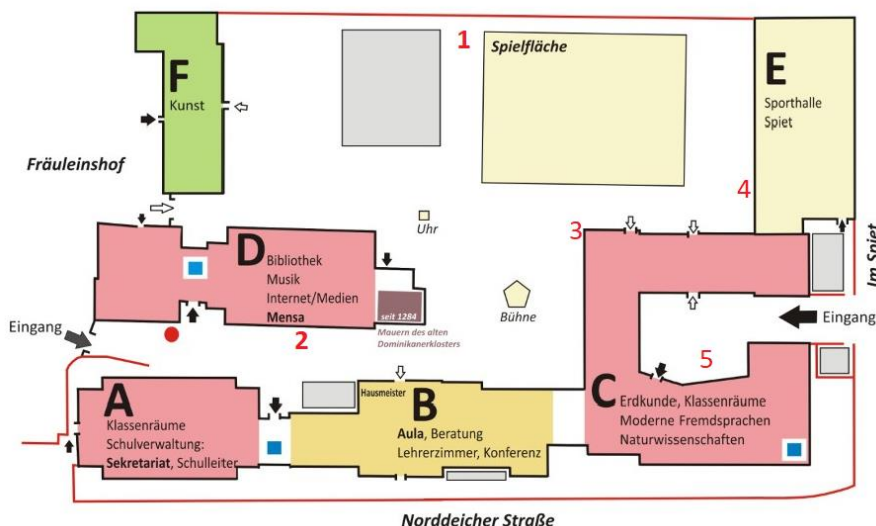 1
Spielfläche
F
Kunst
E
Sporthalle
Spiet
Fräuleinshof
4
3
Uhr
D
Bibliothek
Musik
Internet/Medien
Mensa
seit 1284
Mauern des alten
Dominikanerklosters
2
Bühne
Im Spiet
Eingang
Eingang
5
A
Klassenräume
Schulverwaltung:
Sekretariat, Schulleiter
Hausmeister
B
Aula, Beratung
Lehrerzimmer, Konferenz
C
Erdkunde, Klassenräume
Moderne Fremdsprachen
Naturwissenschaften
Norddeicher Straße